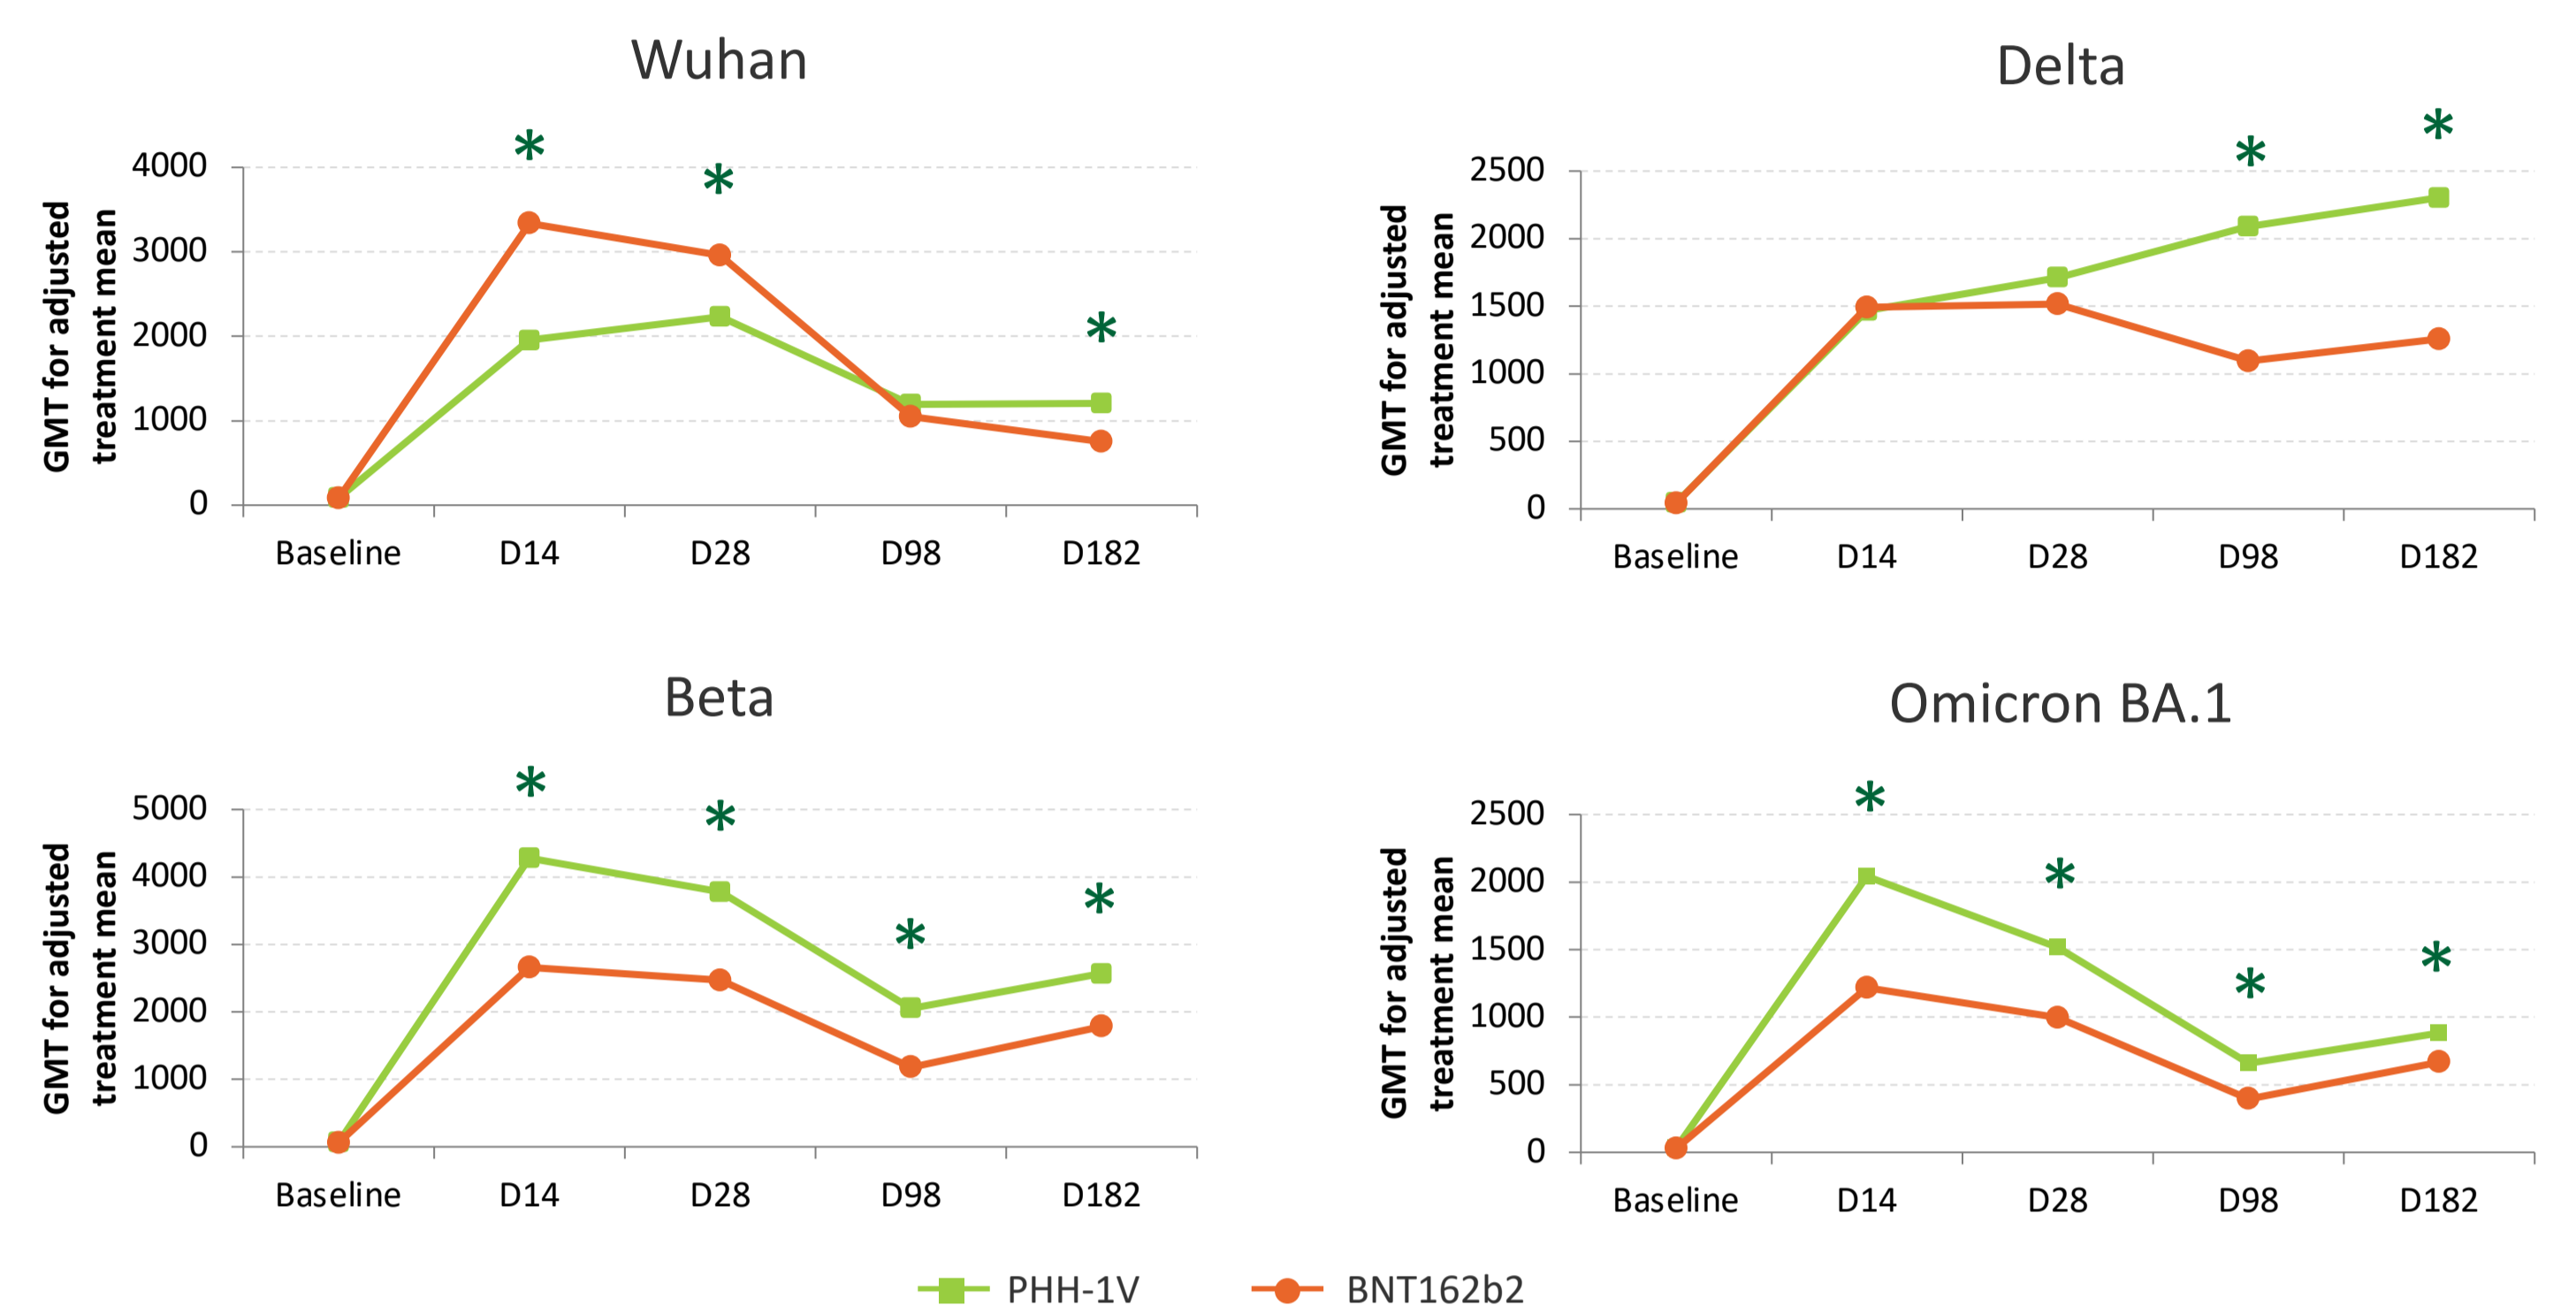 Wuhan
*
*
*
4000
3000
2000
1000
0
GMT for adjusted
treatment mean
Baseline D14 D28 D98 D182
Delta
*
*
2500
2000
1500
1000
500
0
GMT for adjusted
treatment mean
Baseline D14 D28 D98 D182
Beta
*
*
*
*
5000
4000
3000
2000
1000
0
GMT for adjusted
treatment mean
Baseline D14 D28 D98 D182
Omicron BA.1
*
*
*
*
2500
2000
1500
1000
500
0
GMT for adjusted
treatment mean
Baseline D14 D28 D98 D182
PHH-1V BNT162b2